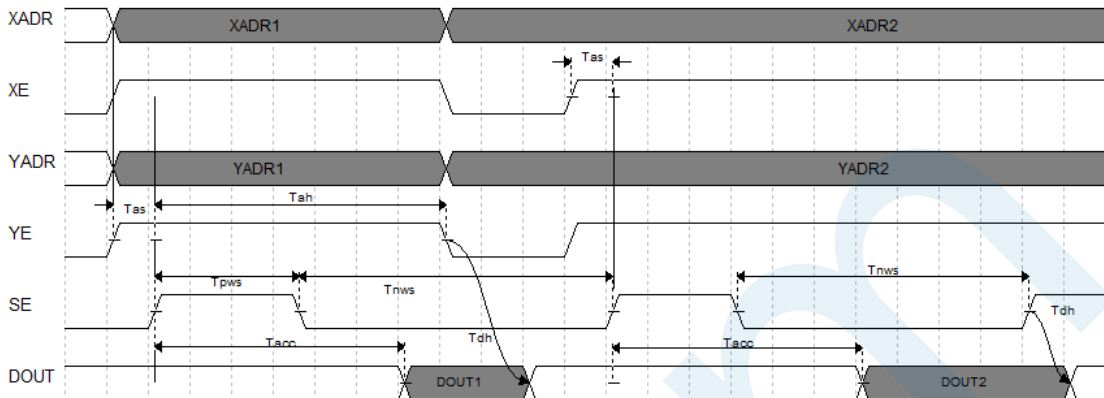 XADR XADR1 XADR2
Tas
XE
YADR YADR1 YADR2
Tas Tah
YE
Tpws Tnws Tnws
SE
Tdh
Tacc Tdh Tacc
DOUT DOUT1 DOUT2